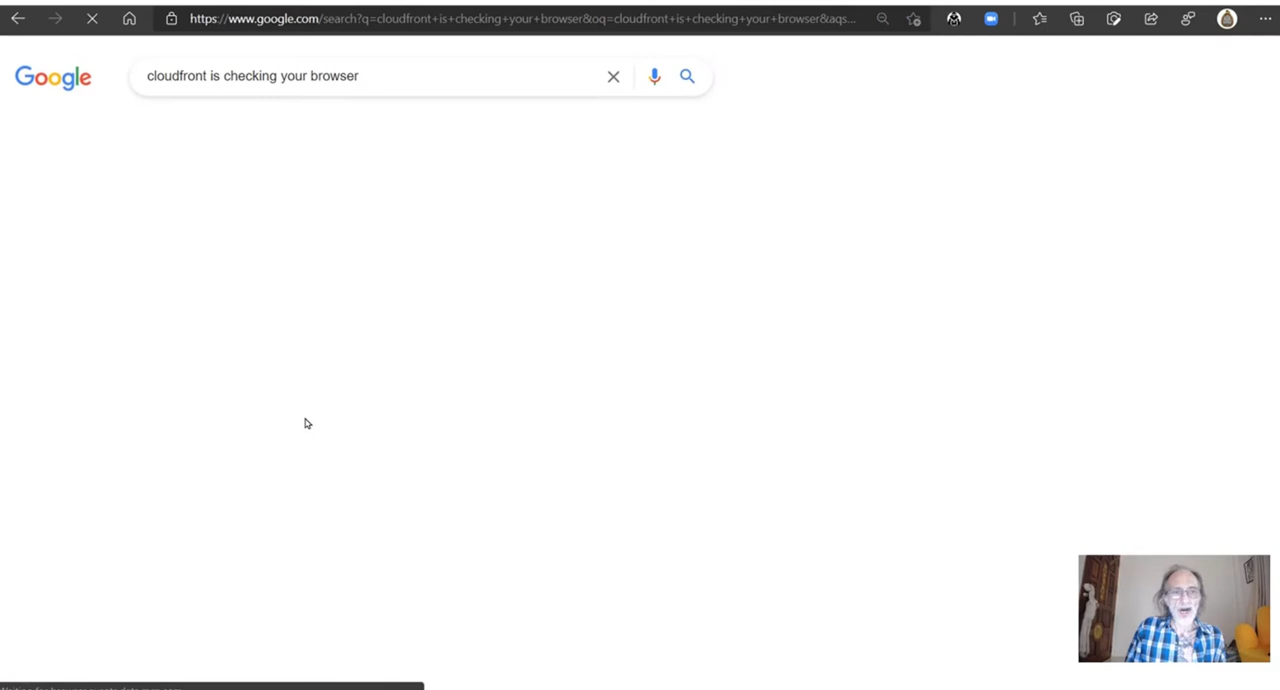 https://www.google.com/search?q=cloudfront+is+checking+your+browser&oq=cloudfront+is+checking+your+browser&aqs...
Google
cloudfront is checking your browser